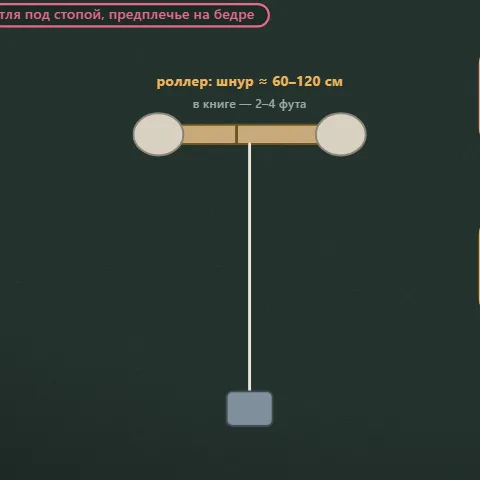 тля под стопой, предплечье на бедре
роллер: шнур ≈ 60–120 см
в книге — 2–4 фута